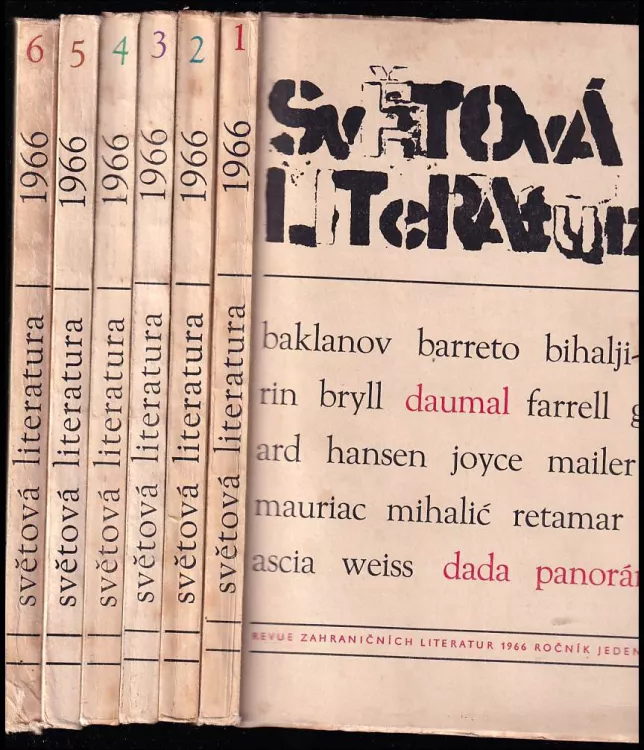 6
světová literatura 1966
5
světová literatura 1966
4
světová literatura 1966
3
světová literatura 1966
2
světová literatura 1966
1
světová literatura 1966
SVĚTOVÁ
LITERATUR
baklanov barreto bihalji-
rin bryll daumal farrell g
ard hansen joyce mailer
mauriac mihalić retamar
ascia weiss dada panorá
REVUE ZAHRANIČNÍCH LITERATUR 1966 ROČNÍK JEDEN